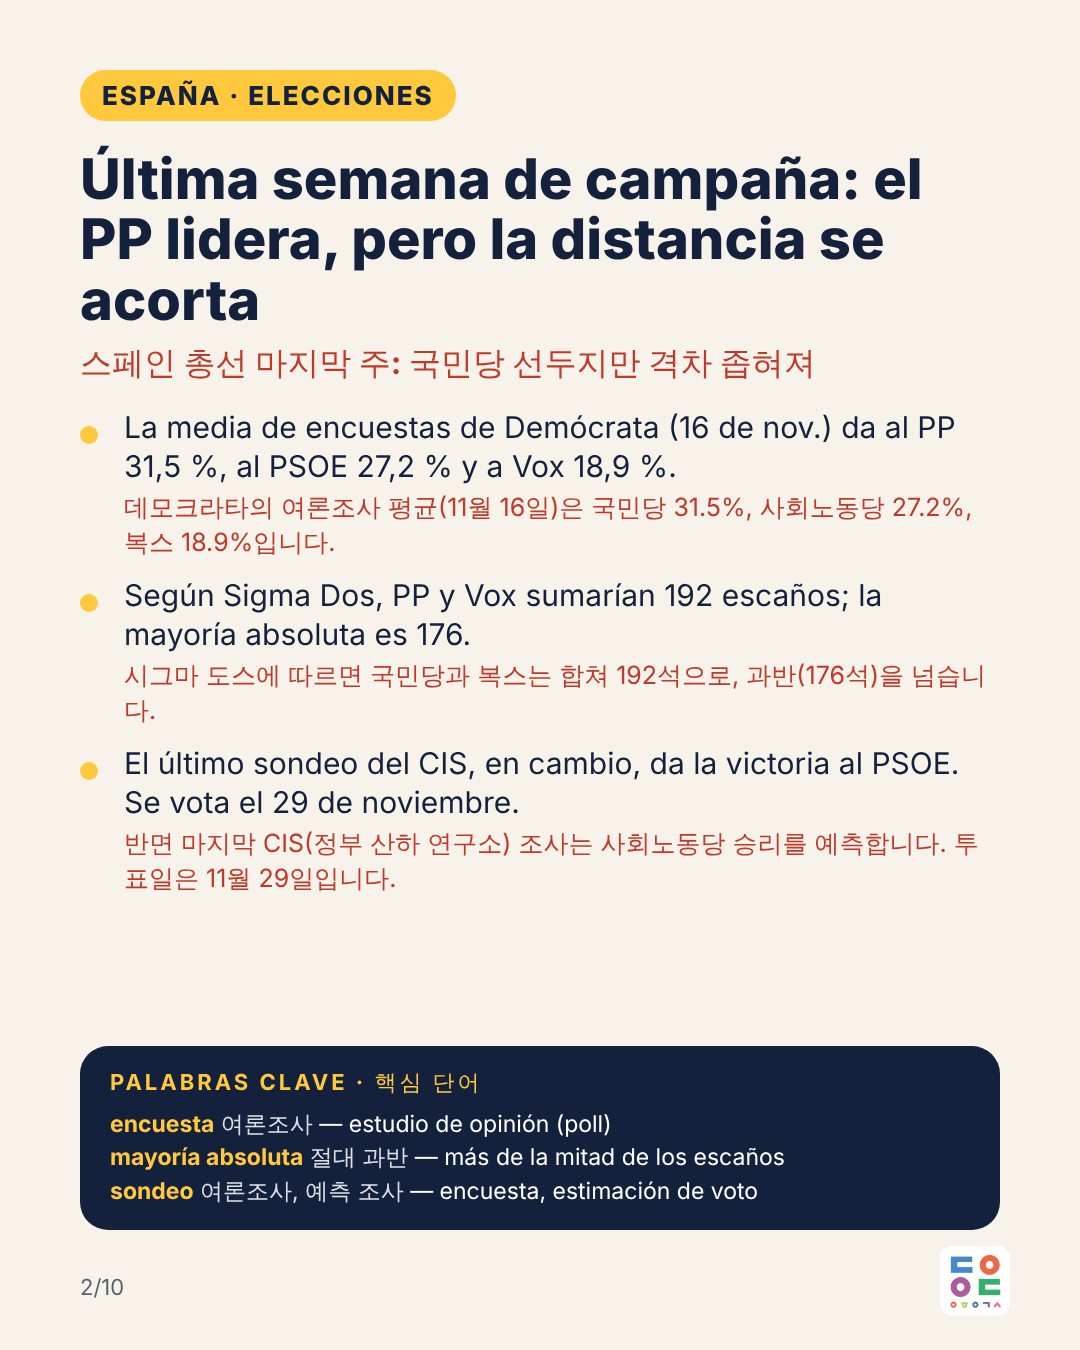 ESPAÑA · ELECCIONES
Última semana de campaña: el
PP lidera, pero la distancia se
acorta
스페인 총선 마지막 주: 국민당 선두지만 격차 좁혀져
La media de encuestas de Demócrata (16 de nov.) da al PP
31,5 %, al PSOE 27,2 % y a Vox 18,9 %.
데모크라타의 여론조사 평균(11월 16일)은 국민당 31.5%, 사회노동당 27.2%,
복스 18.9%입니다.
Según Sigma Dos, PP y Vox sumarían 192 escaños; la
mayoría absoluta es 176.
시그마 도스에 따르면 국민당과 복스는 합쳐 192석으로, 과반(176석)을 넘습니
다.
El último sondeo del CIS, en cambio, da la victoria al PSOE.
Se vota el 29 de noviembre.
반면 마지막 CIS(정부 산하 연구소) 조사는 사회노동당 승리를 예측합니다. 투
표일은 11월 29일입니다.
PALABRAS CLAVE · 핵심 단어
encuesta 여론조사 — estudio de opinión (poll)
mayoría absoluta 절대 과반 — más de la mitad de los escaños
sondeo 여론조사, 예측 조사 — encuesta, estimación de voto
2/10